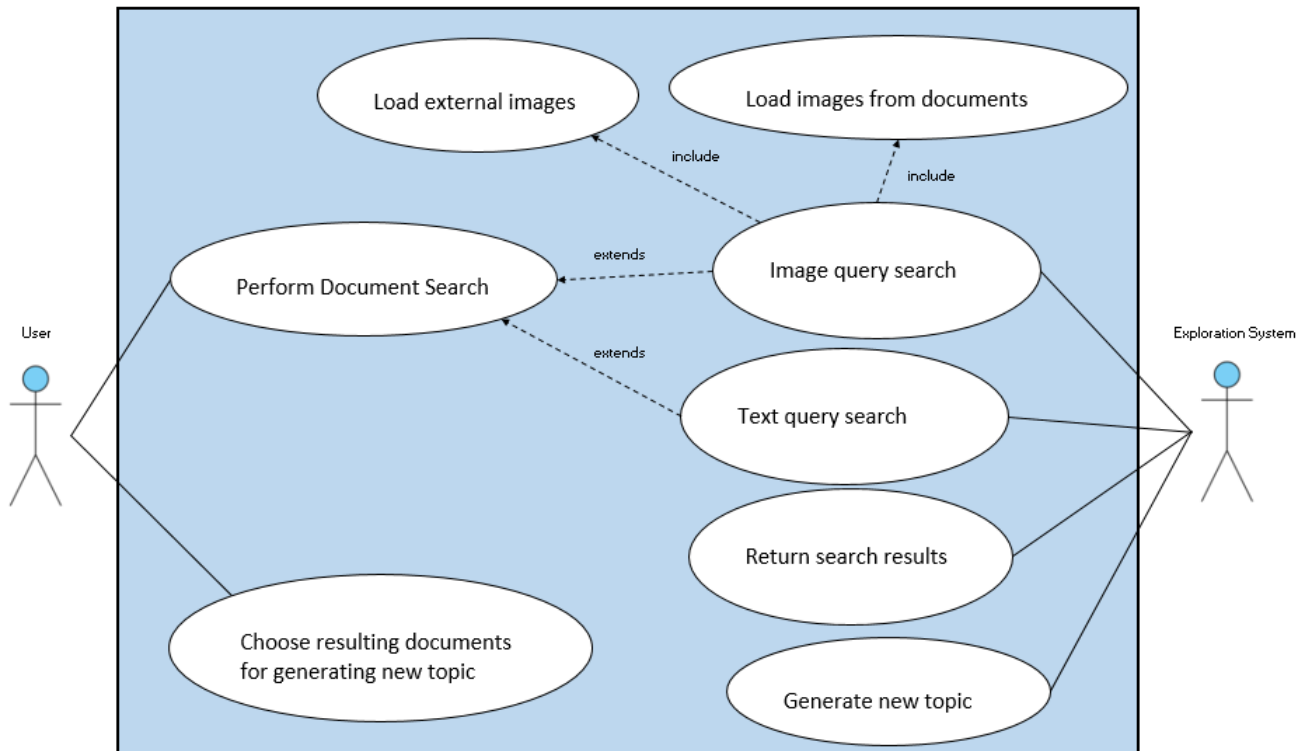 Load external images
Load images from documents
include
include
Perform Document Search
extends
Image query search
User
Exploration System
extends
Text query search
Return search results
Choose resulting documents
for generating new topic
Generate new topic